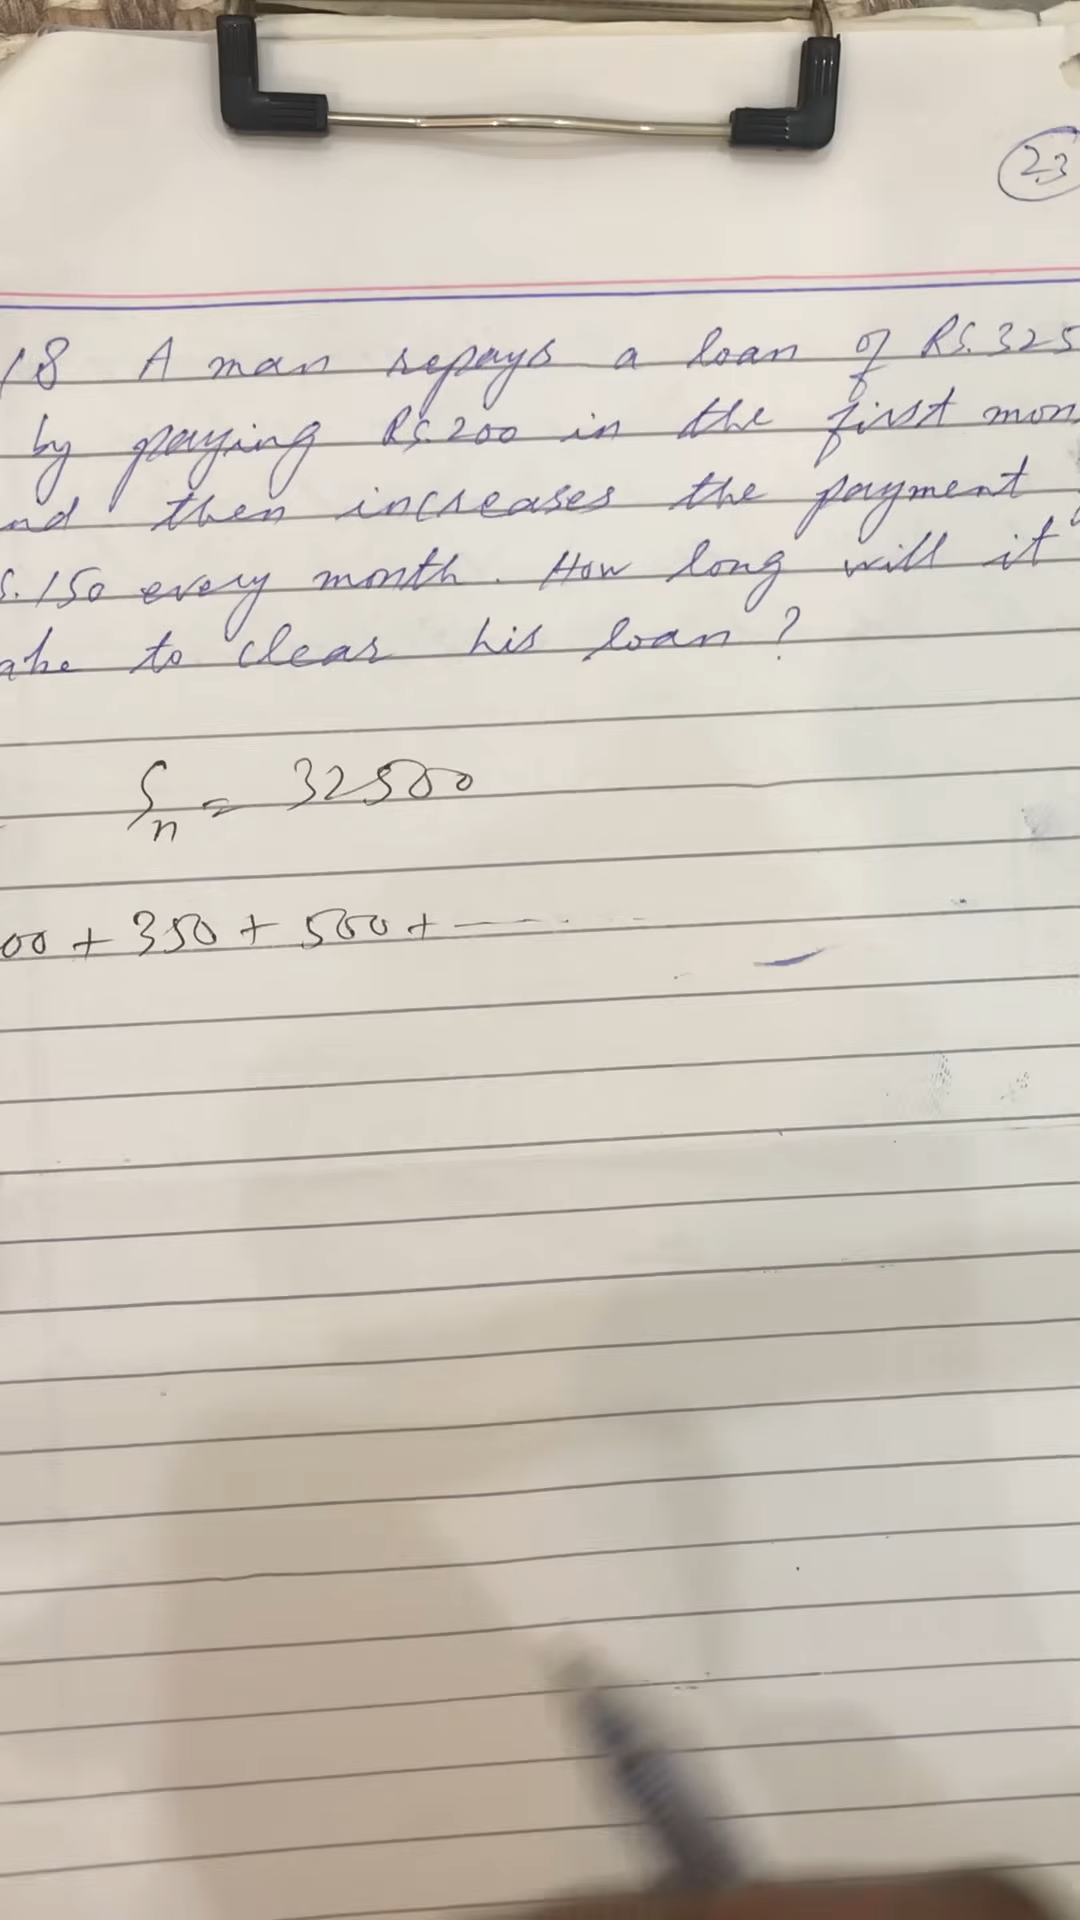 23
18 A man repays a loan of Rs. 325
by paying Rs. 200 in the first mon
nd then increases the payment
s. 150 every month. How long will it
ake to clear his loan?
Sn = 32500
00 + 350 + 500 + ----